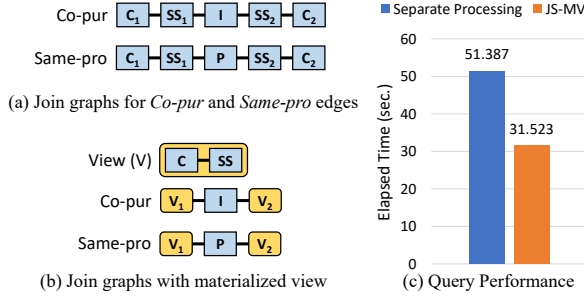 Co-pur C₁ SS₁ I SS₂ C₂
Same-pro C₁ SS₁ P SS₂ C₂
(a) Join graphs for Co-pur and Same-pro edges
View (V) C SS
Co-pur V₁ I V₂
Same-pro V₁ P V₂
(b) Join graphs with materialized view
Separate Processing JS-MV
Elapsed Time (sec.)
60
50
40
30
20
10
0
51.387
31.523
(c) Query Performance